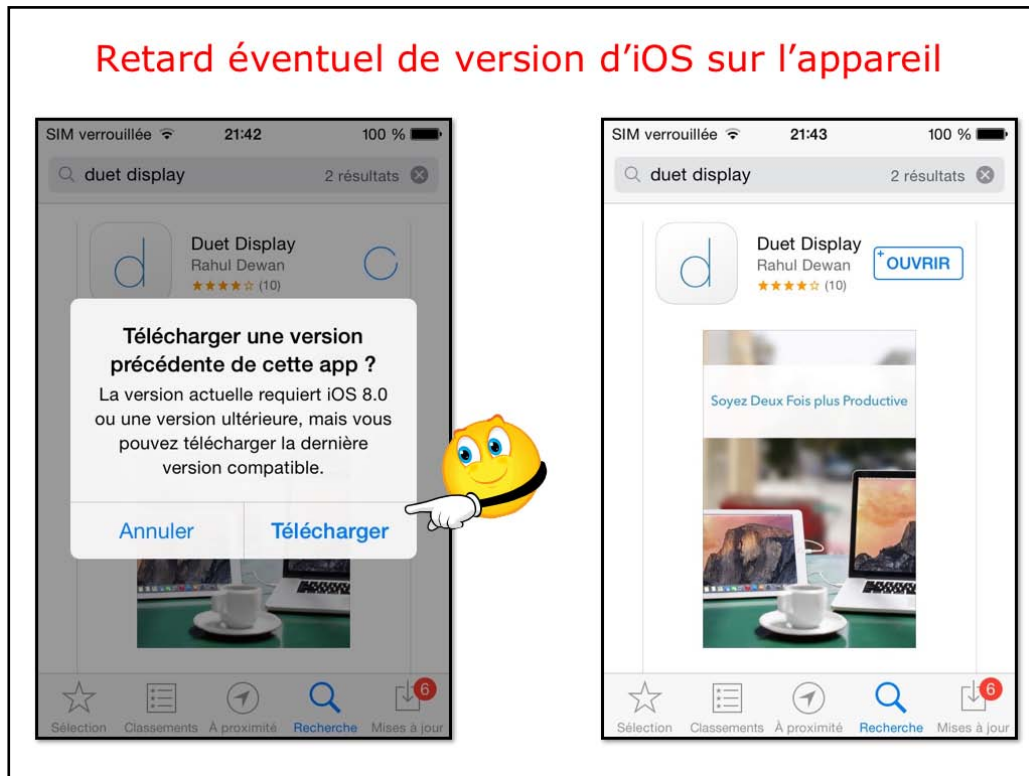 Retard éventuel de version d’iOS sur l’appareil
SIM verrouillée 21:42 100 %
duet display 2 résultats
d
Duet Display
Rahul Dewan
(10)
Télécharger une version
précédente de cette app ?
La version actuelle requiert iOS 8.0
ou une version ultérieure, mais vous
pouvez télécharger la dernière
version compatible.
Annuler Télécharger
6
Sélection Classements À proximité Recherche Mises à jour
SIM verrouillée 21:43 100 %
duet display 2 résultats
d
Duet Display
Rahul Dewan
(10)
+OUVRIR
Soyez Deux Fois plus Productive
6
Sélection Classements À proximité Recherche Mises à jour